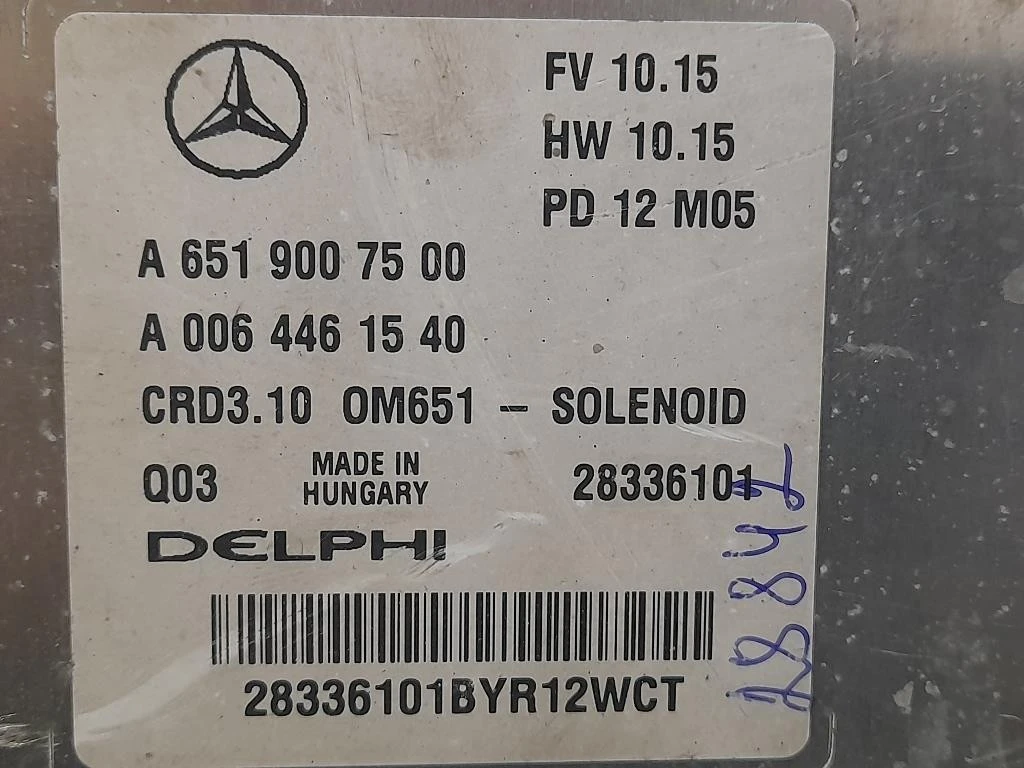 FV 10.15
HW 10.15
PD 12 M05
A 651 900 75 00
A 006 446 15 40
CRD3.10 OM651 - SOLENOID
Q03 MADE IN HUNGARY 28336101
DELPHI
28336101BYR12WCT